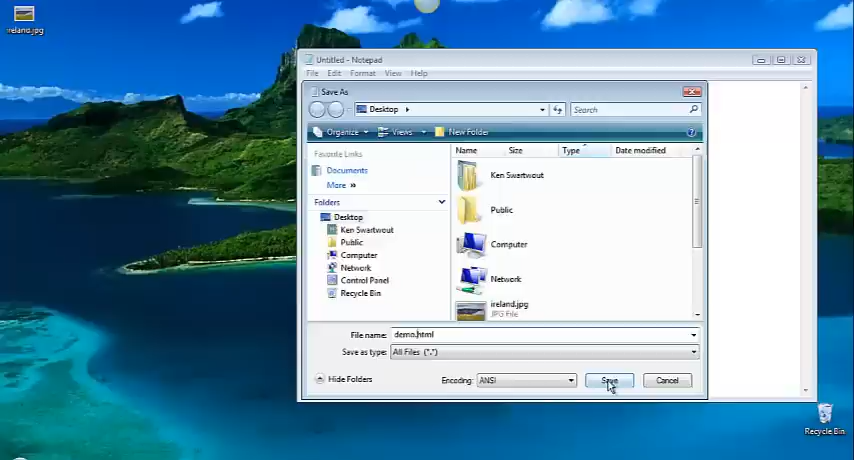 ireland.jpg
Untitled - Notepad
File Edit Format View Help
Save As
Desktop
Search
Organize Views New Folder
Favorite Links
Documents
More »
Folders
Desktop
Ken Swartwout
Public
Computer
Network
Control Panel
Recycle Bin
Name Size Type Date modified
Ken Swartwout
Public
Computer
Network
ireland.jpg
JPG File
File name: demo.html
Save as type: All Files (*.*)
Hide Folders
Encoding: ANSI
Save
Cancel
Recycle Bin